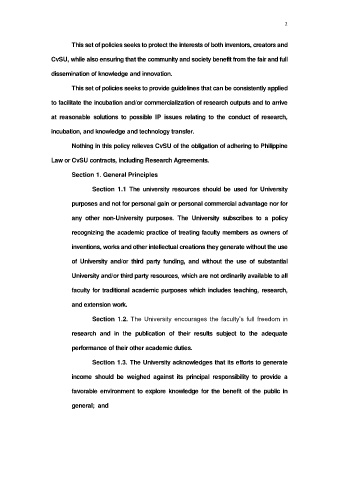 2
This set of policies seeks to protect the interests of both inventors, creators and
CvSU, while also ensuring that the community and society benefit from the fair and full
dissemination of knowledge and innovation.
This set of policies seeks to provide guidelines that can be consistently applied
to facilitate the incubation and/or commercialization of research outputs and to arrive
at reasonable solutions to possible IP issues relating to the conduct of research,
incubation, and knowledge and technology transfer.
Nothing in this policy relieves CvSU of the obligation of adhering to Philippine
Law or CvSU contracts, including Research Agreements.
Section 1. General Principles
Section 1.1 The university resources should be used for University
purposes and not for personal gain or personal commercial advantage nor for
any other non-University purposes. The University subscribes to a policy
recognizing the academic practice of treating faculty members as owners of
inventions, works and other intellectual creations they generate without the use
of University and/or third party funding, and without the use of substantial
University and/or third party resources, which are not ordinarily available to all
faculty for traditional academic purposes which includes teaching, research,
and extension work.
Section 1.2. The University encourages the faculty's full freedom in
research and in the publication of their results subject to the adequate
performance of their other academic duties.
Section 1.3. The University acknowledges that its efforts to generate
income should be weighed against its principal responsibility to provide a
favorable environment to explore knowledge for the benefit of the public in
general; and